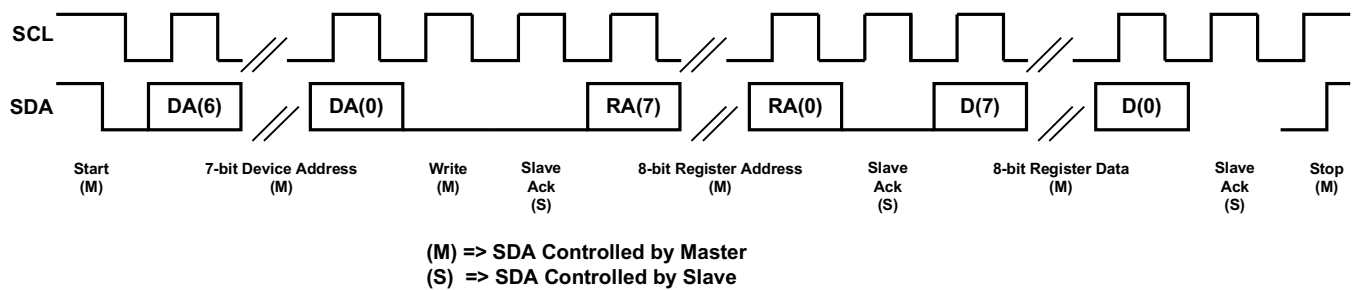 SCL
SDA
DA(6)
DA(0)
RA(7)
RA(0)
D(7)
D(0)
Start
(M)
7-bit Device Address
(M)
Write
(M)
Slave
Ack
(S)
8-bit Register Address
(M)
Slave
Ack
(S)
8-bit Register Data
(M)
Slave
Ack
(S)
Stop
(M)
(M) => SDA Controlled by Master
(S) => SDA Controlled by Slave